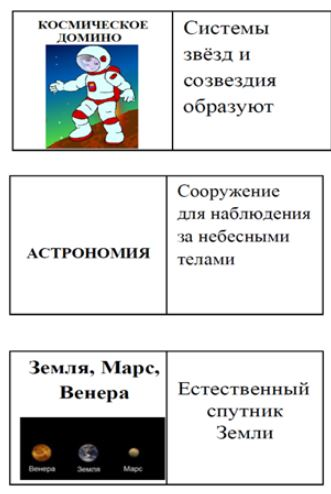 КОСМИЧЕСКОЕ
ДОМИНО
Системы
звёзд и
созвездия
образуют
АСТРОНОМИЯ
Сооружение
для наблюдения
за небесными
телами
Земля, Марс,
Венера
Венера Земля Марс
Естественный
спутник
Земли